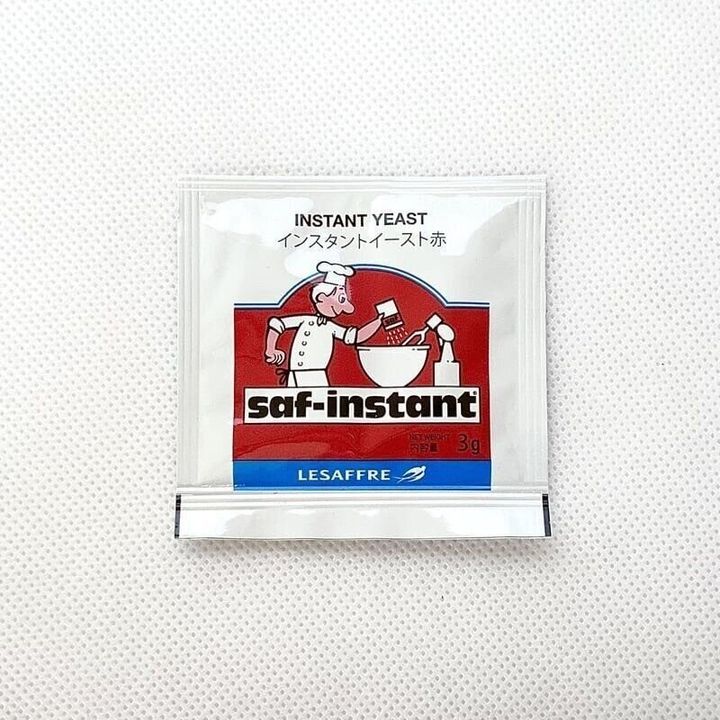 INSTANT YEAST
インスタントイースト赤
SAF
saf-instant®
NET WEIGHT
内容量 3g
LESAFFRE